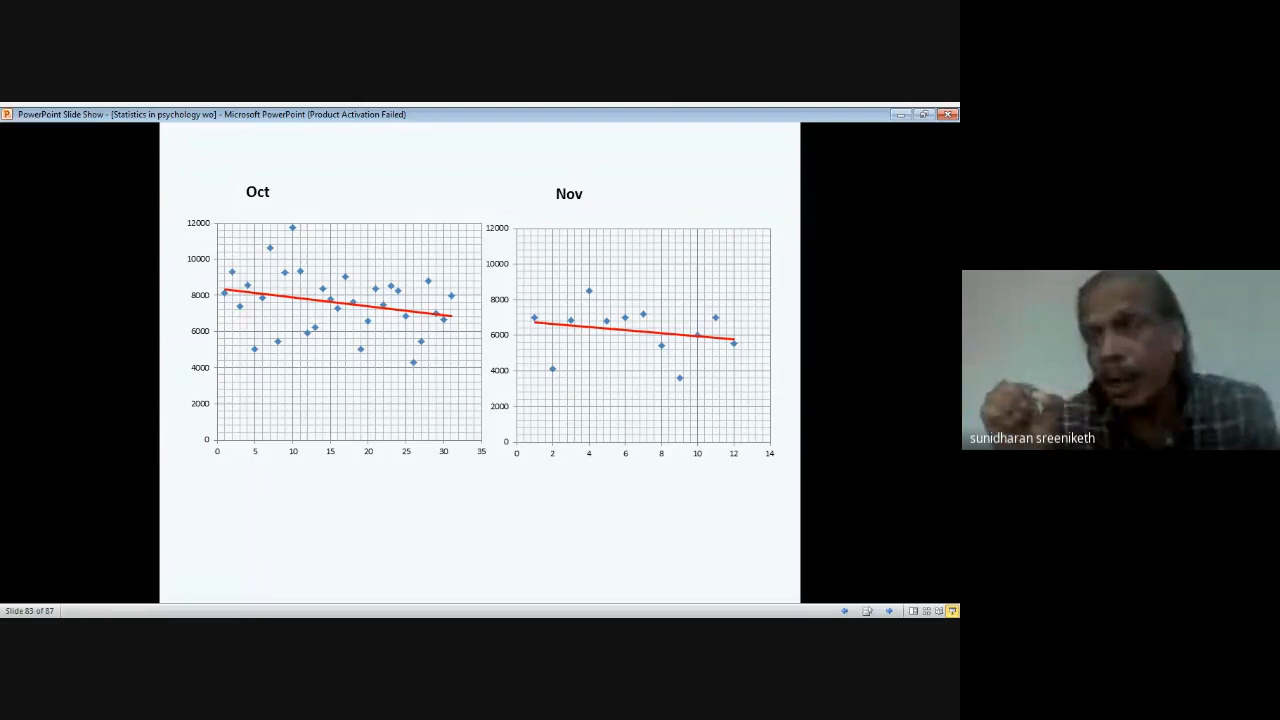 PowerPoint Slide Show - [Statistics in psychology wo] - Microsoft PowerPoint (Product Activation Failed)
Oct
Nov
12000
10000
8000
6000
4000
2000
0
0 5 10 15 20 25 30 35
12000
10000
8000
6000
4000
2000
0
0 2 4 6 8 10 12 14
sunidharan sreeniketh
Slide 83 of 87